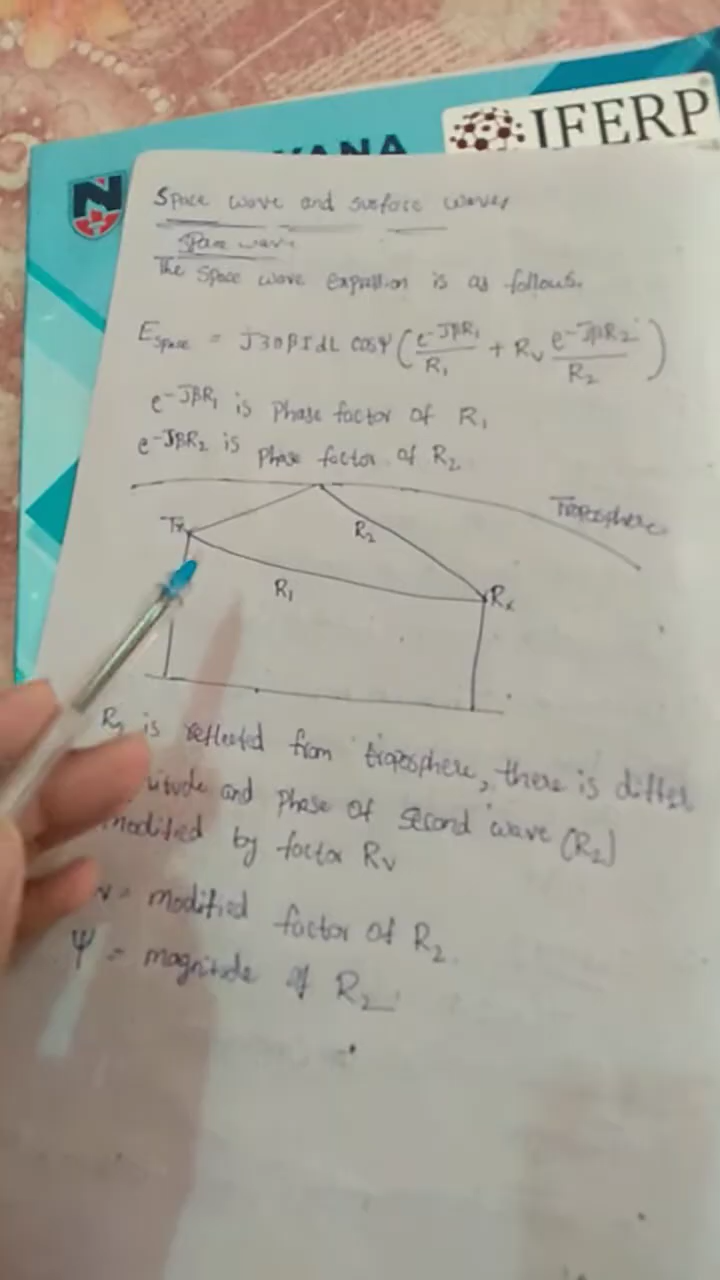 IFERP
Space wave and surface waves
Space wave
The Space wave expression is as follows.
E space = J30βIdL cosψ (e^-JβR1/R1 + Rv e^-JβR2/R2)
e^-JβR1 is Phase factor of R1
e^-JβR2 is Phase factor of R2
Troposphere
Tx
R2
R1
Rx
R2 is reflected from troposphere, there is differ
and Phase of Second wave (R2)
modified by factor Rv
= modified factor of R2.
ψ = magnitude of R2